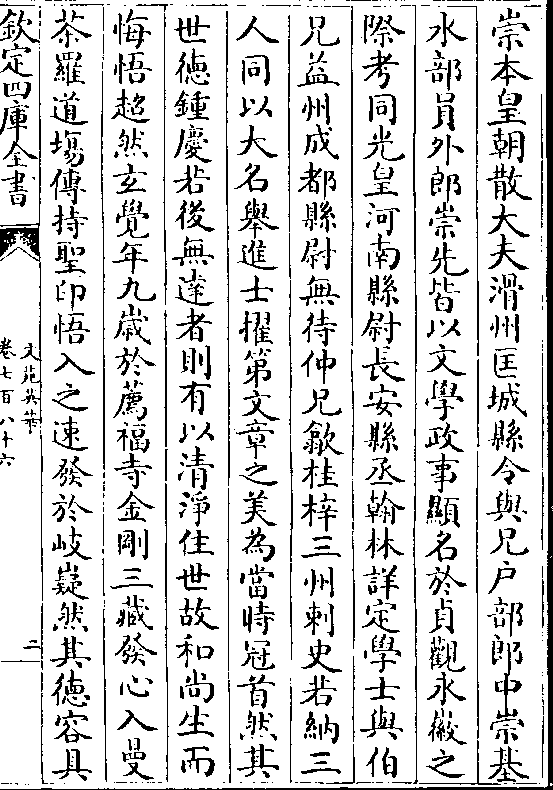 崇本皇朝散大夫滑州匡城縣令與兄户部郎中崇基
水部員外郎崇先皆以文學政事顯名於貞觀永徽之
際考同光皇河南縣尉長安縣丞翰林詳定學士與伯
兄益州成都縣尉無待仲兄歙桂梓三州刺史若納三
人同以大名舉進士擢第文章之美為當時冠首然其
世徳鍾慶若後無達者則有以清淨住世故和尚生而
悔悟超然玄覺年九歳於薦福寺金剛三藏發心入曼
荼羅道場傳持聖印悟入之速發於岐嶷然其徳容具
欽定四庫全書
文苑英華
卷七百八十六
二